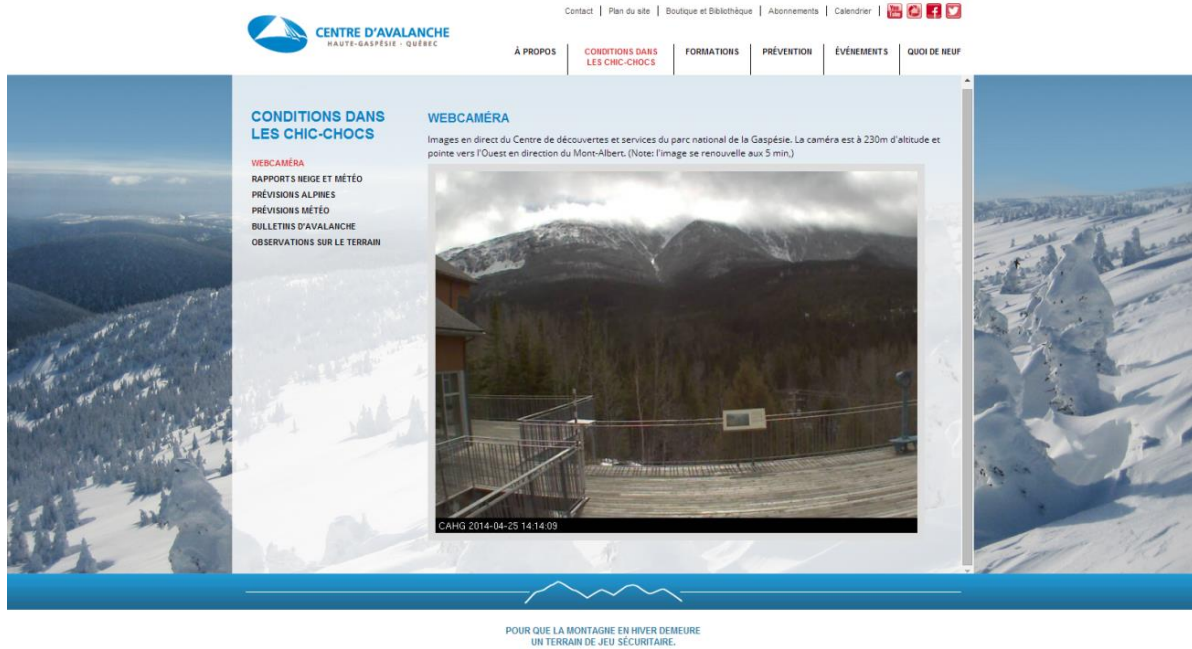 Contact | Plan du site | Boutique et Bibliothèque | Abonnements | Calendrier | You Tube
CENTRE D'AVALANCHE
HAUTE-GASPÉSIE - QUÉBEC
À PROPOS
CONDITIONS DANS
LES CHIC-CHOCS
FORMATIONS
PRÉVENTION
ÉVÉNEMENTS
QUOI DE NEUF
CONDITIONS DANS
LES CHIC-CHOCS
WEBCAMÉRA
RAPPORTS NEIGE ET MÉTÉO
PRÉVISIONS ALPINES
PRÉVISIONS MÉTÉO
BULLETINS D'AVALANCHE
OBSERVATIONS SUR LE TERRAIN
WEBCAMÉRA
Images en direct du Centre de découvertes et services du parc national de la Gaspésie. La caméra est à 230m d'altitude et
pointe vers l'Ouest en direction du Mont-Albert. (Note: l'image se renouvelle aux 5 min,)
CAHG 2014-04-25 14:14:09
POUR QUE LA MONTAGNE EN HIVER DEMEURE
UN TERRAIN DE JEU SÉCURITAIRE.